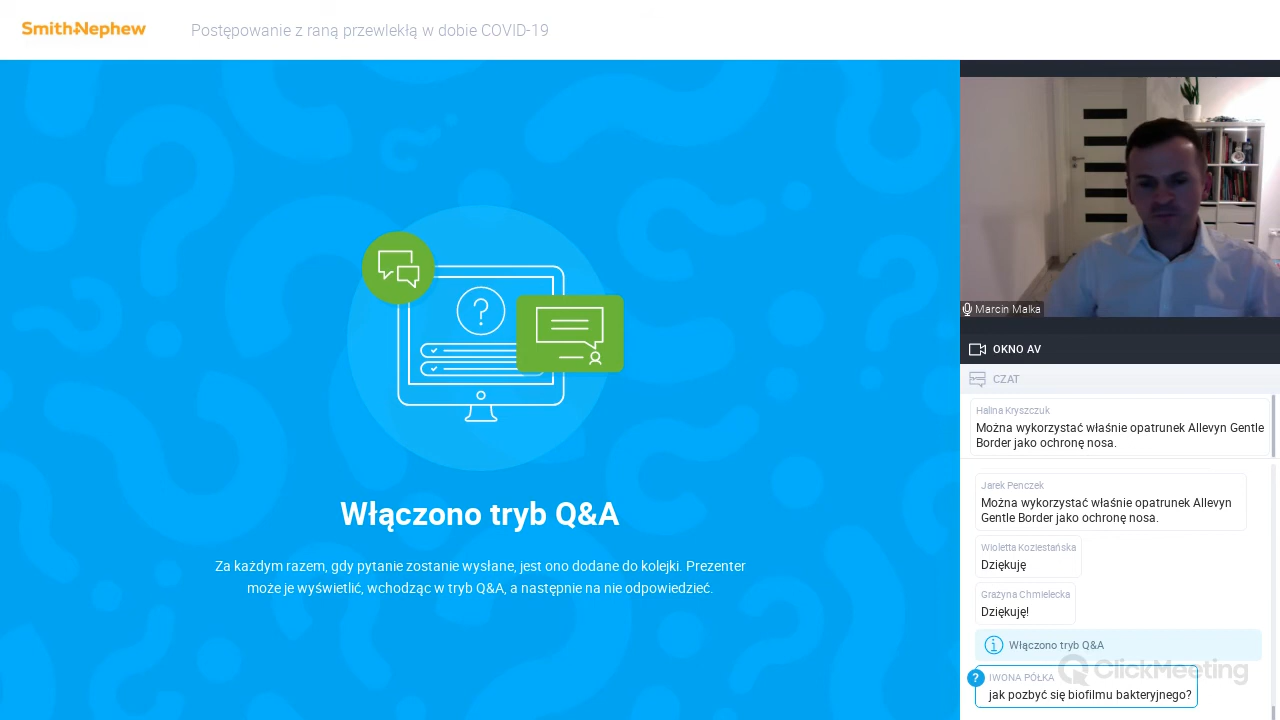 Smith+Nephew
Postępowanie z raną przewlekłą w dobie COVID-19
?
Włączono tryb Q&A
Za każdym razem, gdy pytanie zostanie wysłane, jest ono dodane do kolejki. Prezenter
może je wyświetlić, wchodząc w tryb Q&A, a następnie na nie odpowiedzieć.
Marcin Malka
OKNO AV
CZAT
Halina Kryszczuk
Można wykorzystać właśnie opatrunek Allevyn Gentle
Border jako ochronę nosa.
Jarek Penczek
Można wykorzystać właśnie opatrunek Allevyn
Gentle Border jako ochronę nosa.
Wioletta Koziestańska
Dziękuję
Grażyna Chmielecka
Dziękuję!
Włączono tryb Q&A
ClickMeeting
?
IWONA PÓŁKA
jak pozbyć się biofilmu bakteryjnego?